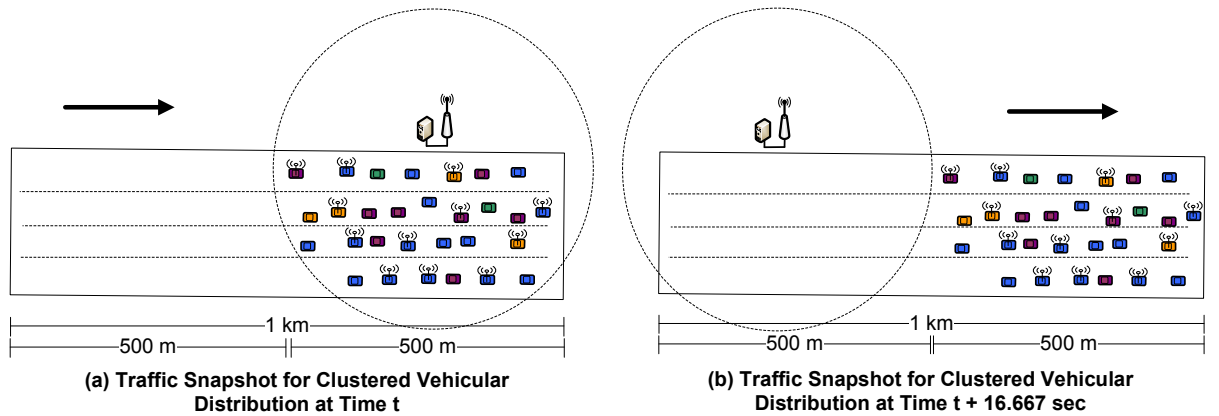 1 km
500 m
500 m
(a) Traffic Snapshot for Clustered Vehicular
Distribution at Time t
1 km
500 m
500 m
(b) Traffic Snapshot for Clustered Vehicular
Distribution at Time t + 16.667 sec